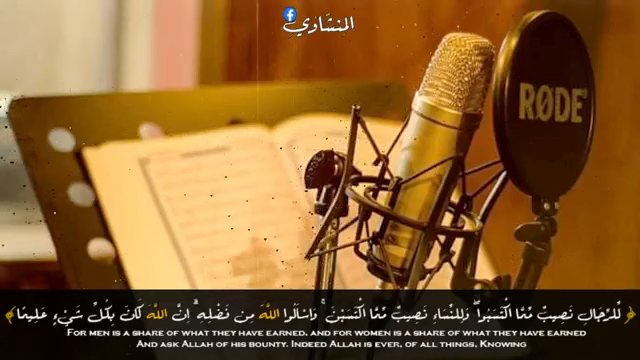 المنشاوي
RØDE
﴿ لِّلرِّجَالِ نَصِيبٌ مِّمَّا اكْتَسَبُوا ۖ وَلِلنِّسَاءِ نَصِيبٌ مِّمَّا اكْتَسَبْنَ ۚ وَاسْأَلُوا اللَّهَ مِن فَضْلِهِ ۗ إِنَّ اللَّهَ كَانَ بِكُلِّ شَيْءٍ عَلِيمًا ﴾
FOR MEN IS A SHARE OF WHAT THEY HAVE EARNED, AND FOR WOMEN IS A SHARE OF WHAT THEY HAVE EARNED
AND ASK ALLAH OF HIS BOUNTY. INDEED ALLAH IS EVER, OF ALL THINGS, KNOWING